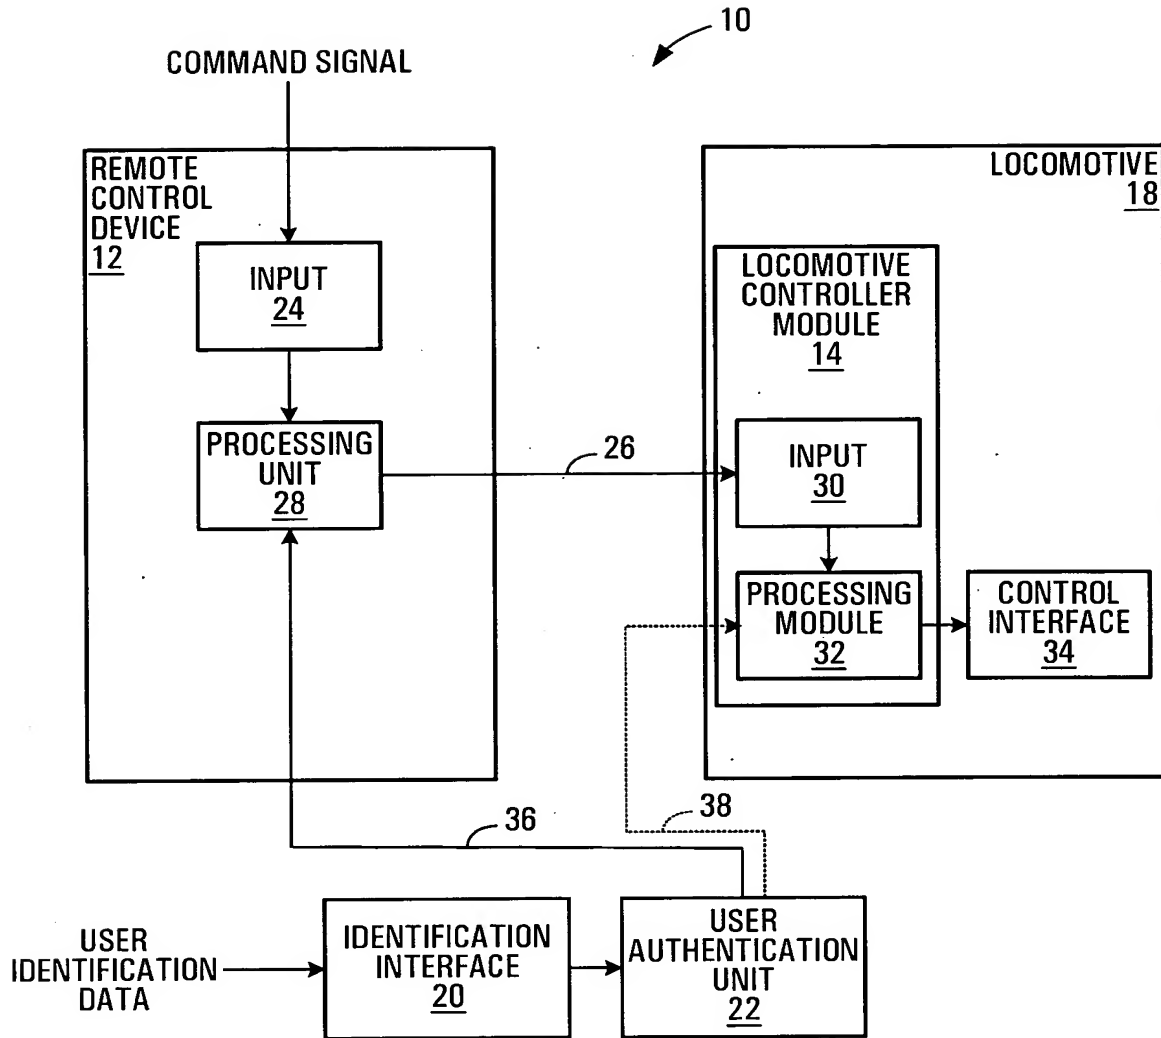 10
COMMAND SIGNAL
REMOTE
CONTROL
DEVICE
12
INPUT
24
PROCESSING
UNIT
28
26
LOCOMOTIVE
18
LOCOMOTIVE
CONTROLLER
MODULE
14
INPUT
30
PROCESSING
MODULE
32
CONTROL
INTERFACE
34
36
38
USER
IDENTIFICATION
DATA
IDENTIFICATION
INTERFACE
20
USER
AUTHENTICATION
UNIT
22